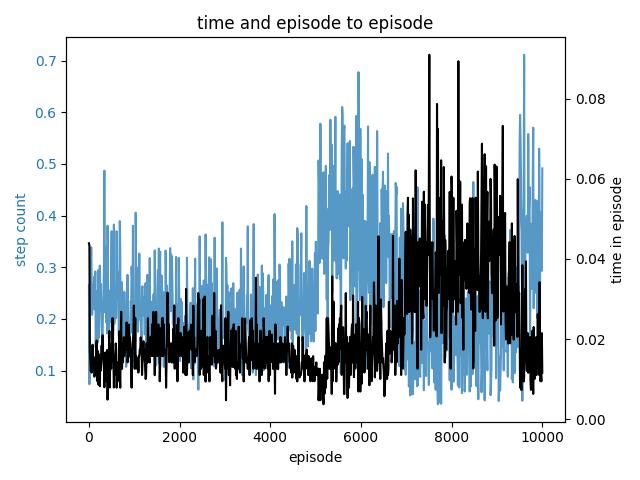 time and episode to episode
step count
0.7
0.6
0.5
0.4
0.3
0.2
0.1
0.08
0.06
0.04
0.02
0.00
time in episode
0 2000 4000 6000 8000 10000
episode